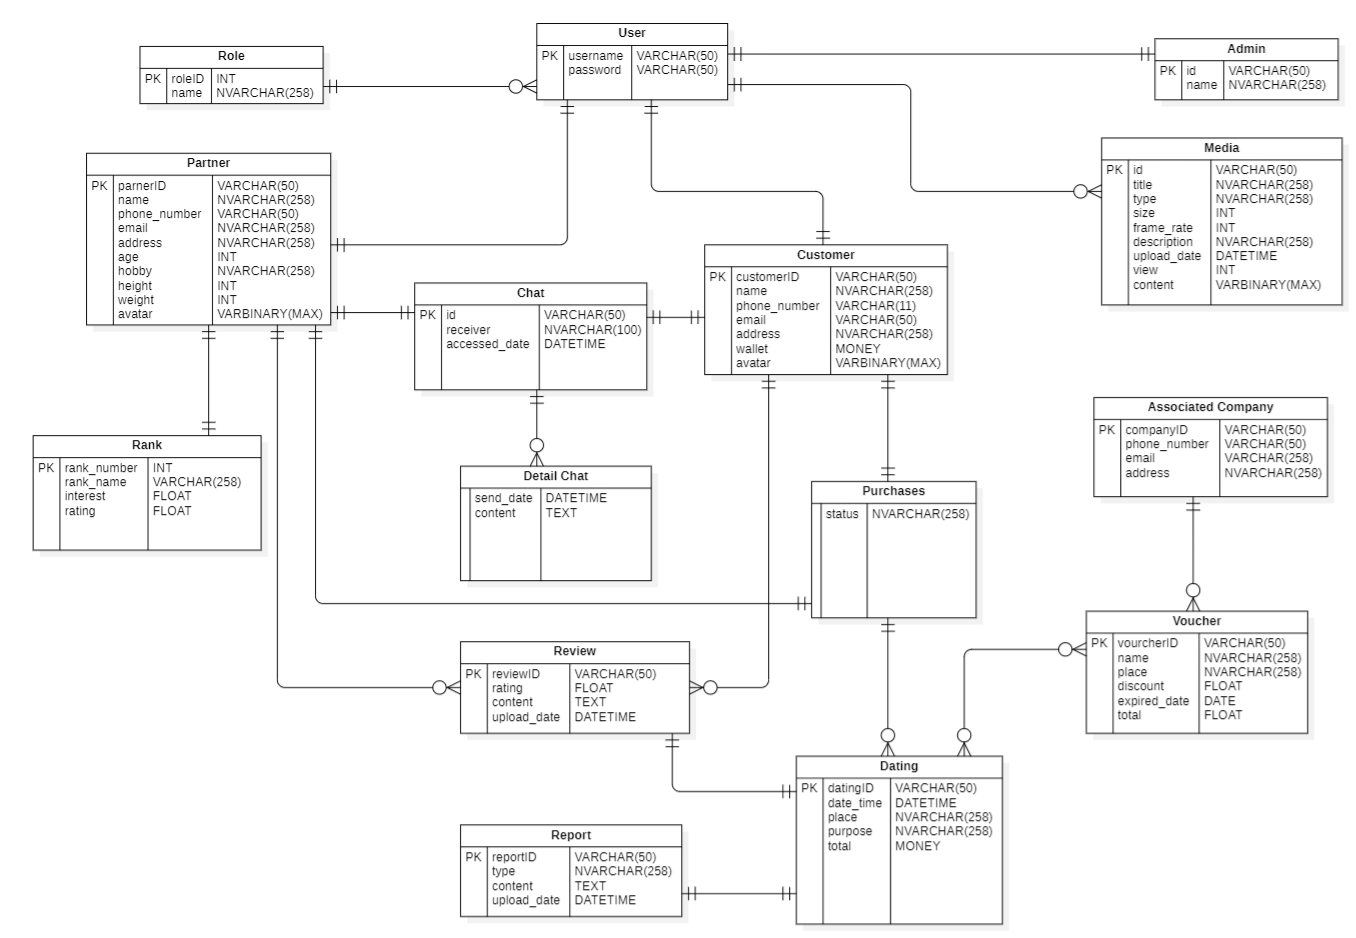 User
PK username VARCHAR(50)
password VARCHAR(50)
Role
PK roleID INT
name NVARCHAR(258)
Admin
PK id VARCHAR(50)
name NVARCHAR(258)
Partner
PK parnerID VARCHAR(50)
name NVARCHAR(258)
phone_number VARCHAR(50)
email NVARCHAR(258)
address NVARCHAR(258)
age INT
hobby NVARCHAR(258)
height INT
weight INT
avatar VARBINARY(MAX)
Media
PK id VARCHAR(50)
title NVARCHAR(258)
type NVARCHAR(258)
size INT
frame_rate INT
description NVARCHAR(258)
upload_date DATETIME
view INT
content VARBINARY(MAX)
Customer
PK customerID VARCHAR(50)
name NVARCHAR(258)
phone_number VARCHAR(11)
email VARCHAR(50)
address NVARCHAR(258)
wallet MONEY
avatar VARBINARY(MAX)
Chat
PK id VARCHAR(50)
receiver NVARCHAR(100)
accessed_date DATETIME
Rank
PK rank_number INT
rank_name VARCHAR(258)
interest FLOAT
rating FLOAT
Detail Chat
send_date DATETIME
content TEXT
Purchases
status NVARCHAR(258)
Associated Company
PK companyID VARCHAR(50)
phone_number VARCHAR(50)
email VARCHAR(258)
address NVARCHAR(258)
Voucher
PK vourcherID VARCHAR(50)
name NVARCHAR(258)
place NVARCHAR(258)
discount FLOAT
expired_date DATE
total FLOAT
Review
PK reviewID VARCHAR(50)
rating FLOAT
content TEXT
upload_date DATETIME
Dating
PK datingID VARCHAR(50)
date_time DATETIME
place NVARCHAR(258)
purpose NVARCHAR(258)
total MONEY
Report
PK reportID VARCHAR(50)
type NVARCHAR(258)
content TEXT
upload_date DATETIME